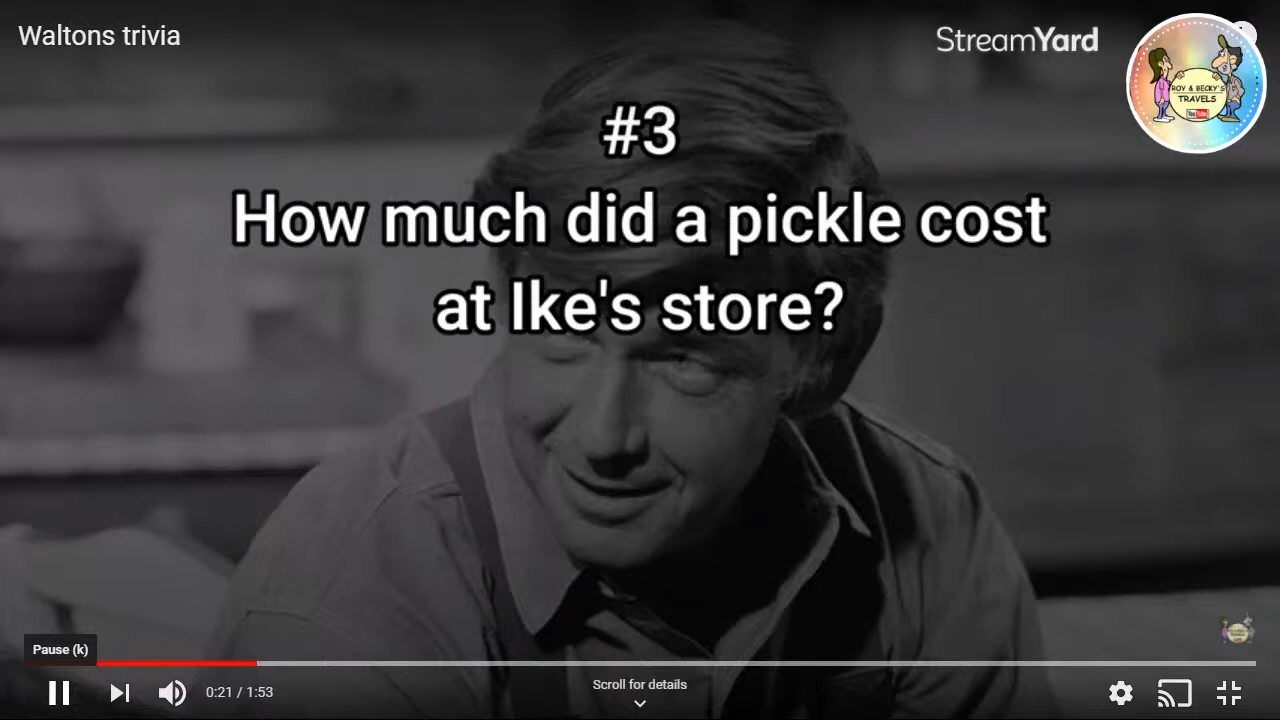 Waltons trivia
StreamYard
ROY & BECKY'S
TRAVELS
#3
How much did a pickle cost
at Ike's store?
Pause (k)
0:21 / 1:53
Scroll for details